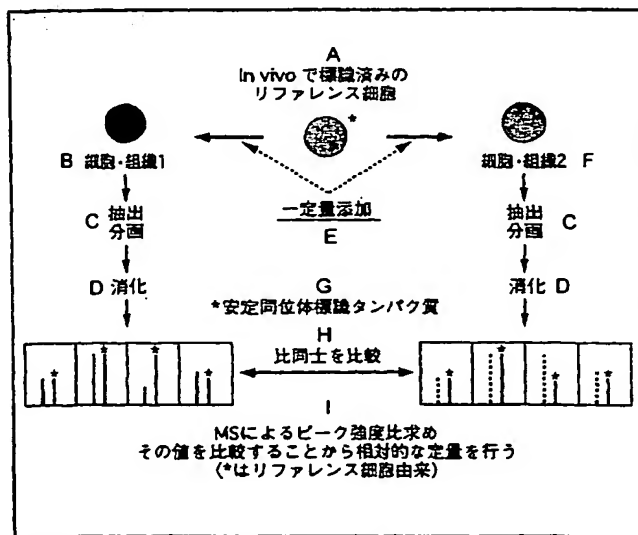 A
In vivo で標識済みの
リファレンス細胞
*
B 細胞・組織1
細胞・組織2 F
C 抽出
分画
一定量添加
E
抽出
分画 C
D 消化
G
消化 D
*安定同位体標識タンパク質
H
比同士を比較
* * * *
* * * *
I
MSによるピーク強度比求め
その値を比較することから相対的な定量を行う
(*はリファレンス細胞由来)